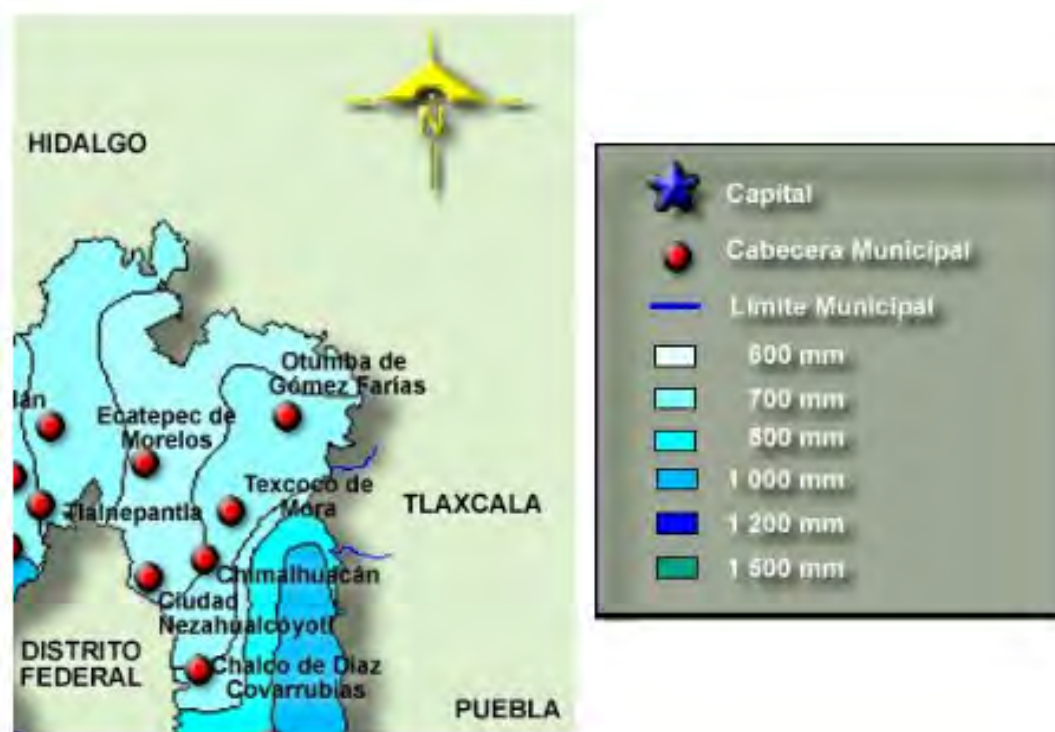 N
HIDALGO
Otumba de
Gómez Farías
lán
Ecatepec de
Morelos
Texcoco de
Mora
TLAXCALA
Tlalnepantla
Chimalhuacán
Ciudad
Nezahualcóyotl
DISTRITO
FEDERAL
Chalco de Diaz
Covarrubias
PUEBLA
Capital
Cabecera Municipal
Límite Municipal
600 mm
700 mm
800 mm
1 000 mm
1 200 mm
1 500 mm